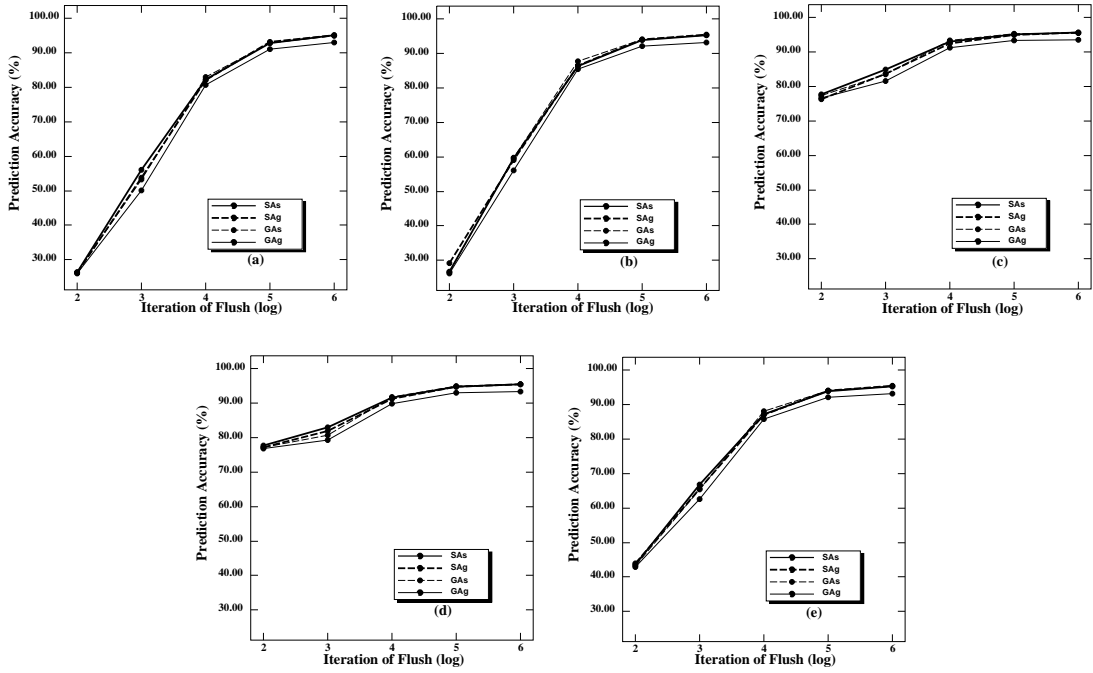 100.00
90.00
80.00
70.00
60.00
50.00
40.00
30.00
Prediction Accuracy (%)
SAs
SAg
GAs
GAg
(a)
2 3 4 5 6
Iteration of Flush (log)
100.00
90.00
80.00
70.00
60.00
50.00
40.00
30.00
Prediction Accuracy (%)
SAs
SAg
GAs
GAg
(b)
2 3 4 5 6
Iteration of Flush (log)
100.00
90.00
80.00
70.00
60.00
50.00
40.00
30.00
Prediction Accuracy (%)
SAs
SAg
GAs
GAg
(c)
2 3 4 5 6
Iteration of Flush (log)
100.00
90.00
80.00
70.00
60.00
50.00
40.00
30.00
Prediction Accuracy (%)
SAs
SAg
GAs
GAg
(d)
2 3 4 5 6
Iteration of Flush (log)
100.00
90.00
80.00
70.00
60.00
50.00
40.00
30.00
Prediction Accuracy (%)
SAs
SAg
GAs
GAg
(e)
2 3 4 5 6
Iteration of Flush (log)